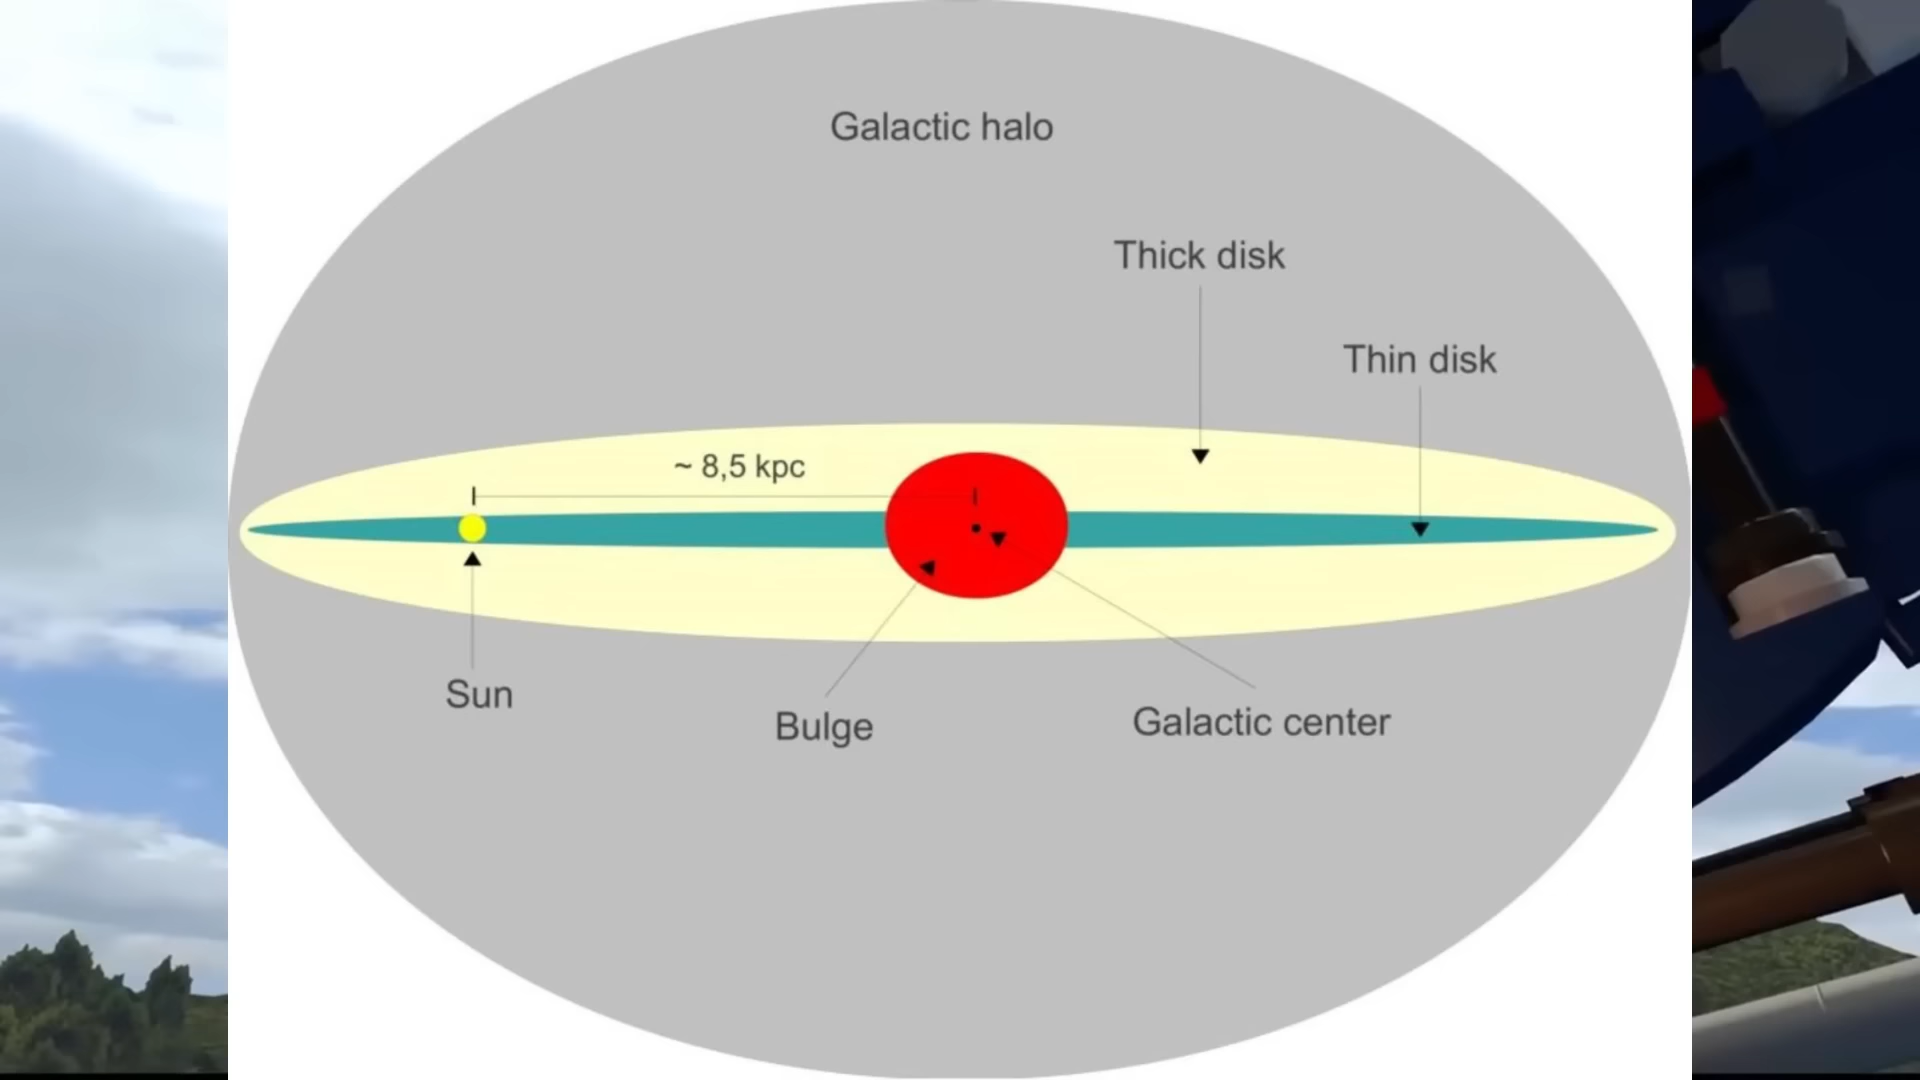 Galactic halo
Thick disk
Thin disk
~ 8,5 kpc
Sun
Bulge
Galactic center